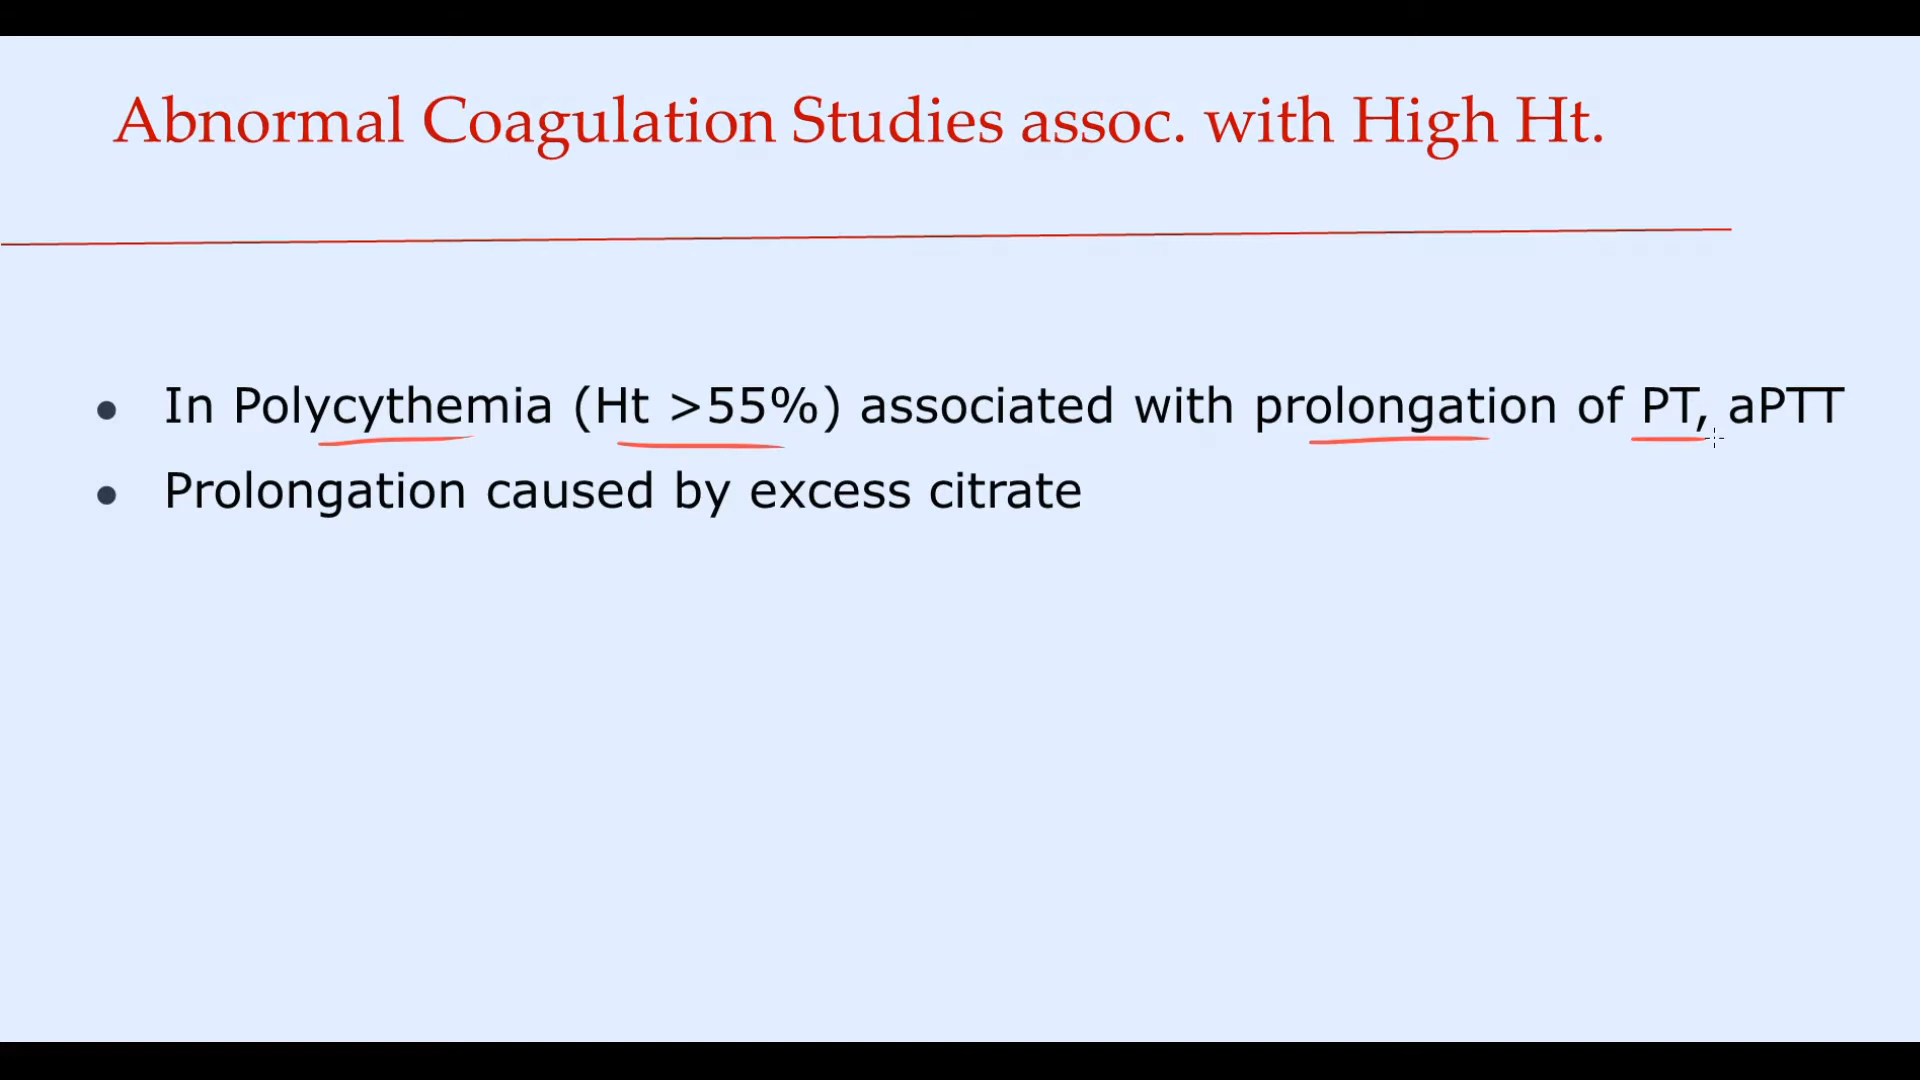 Abnormal Coagulation Studies assoc. with High Ht.
• In Polycythemia (Ht >55%) associated with prolongation of PT, aPTT
• Prolongation caused by excess citrate